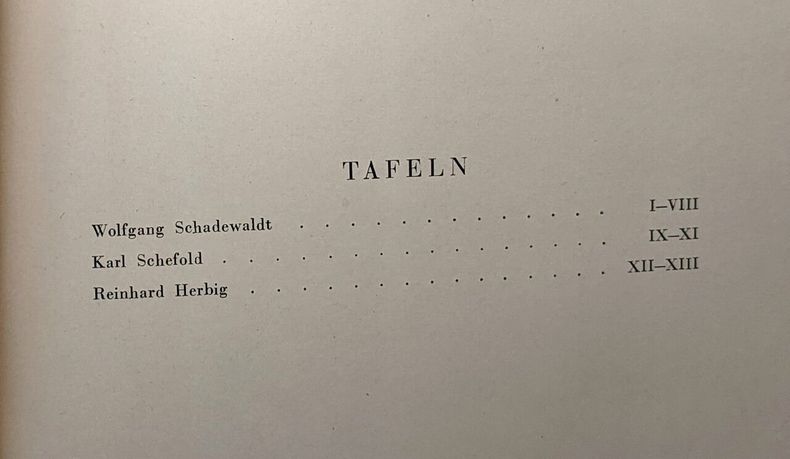 TAFELN
Wolfgang Schadewaldt . . . . . . . . . . . . . I–VIII
Karl Schefold . . . . . . . . . . . . . . . . IX–XI
Reinhard Herbig . . . . . . . . . . . . . . . XII–XIII